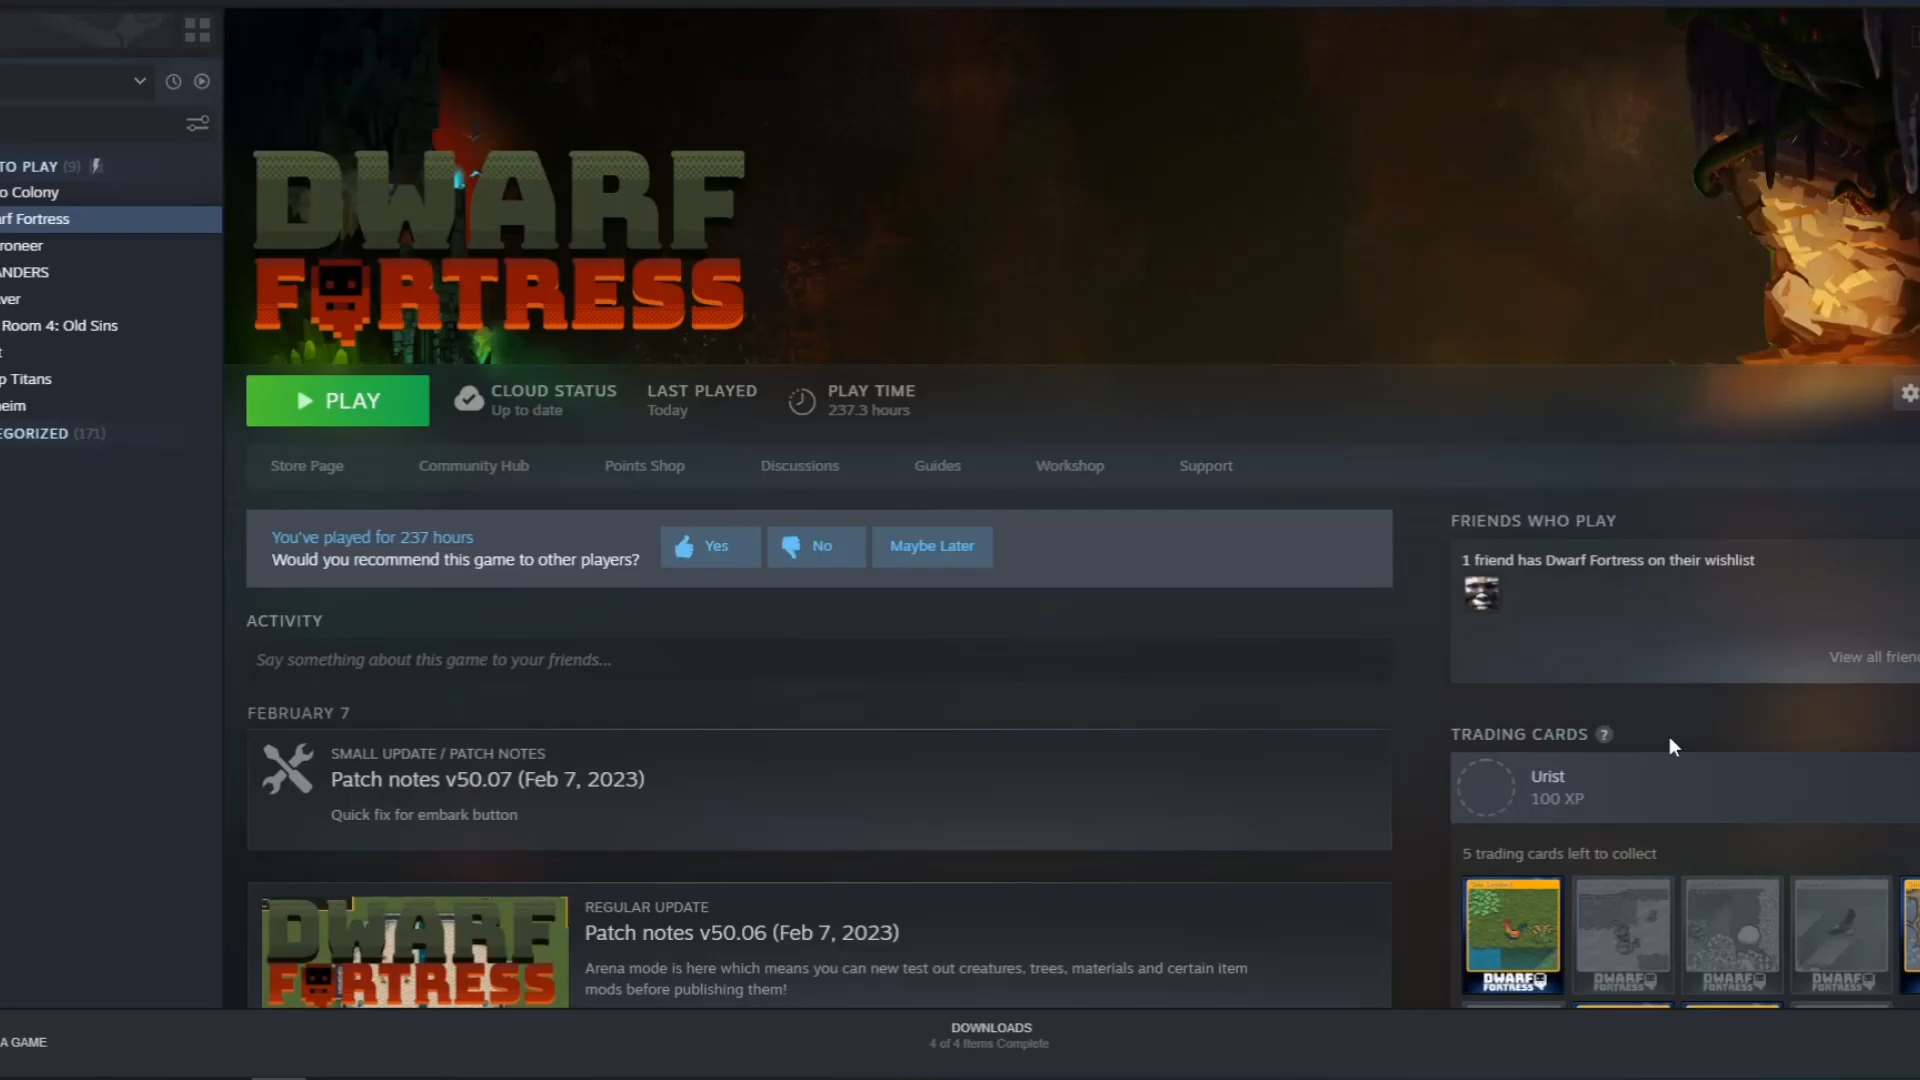 DWARF
FORTRESS
TO PLAY (9)
o Colony
rf Fortress
roneer
ANDERS
ver
Room 4: Old Sins
t
p Titans
eim
EGORIZED (171)
PLAY
CLOUD STATUS
Up to date
LAST PLAYED
Today
PLAY TIME
237.3 hours
Store Page
Community Hub
Points Shop
Discussions
Guides
Workshop
Support
You've played for 237 hours
Would you recommend this game to other players?
Yes
No
Maybe Later
ACTIVITY
Say something about this game to your friends...
FEBRUARY 7
SMALL UPDATE / PATCH NOTES
Patch notes v50.07 (Feb 7, 2023)
Quick fix for embark button
DWARF
FORTRESS
REGULAR UPDATE
Patch notes v50.06 (Feb 7, 2023)
Arena mode is here which means you can new test out creatures, trees, materials and certain item
mods before publishing them!
FRIENDS WHO PLAY
1 friend has Dwarf Fortress on their wishlist
View all frien
TRADING CARDS ?
Urist
100 XP
5 trading cards left to collect
DWARF
FORTRESS
DWARF
FORTRESS
DWARF
FORTRESS
DWARF
FORTRESS
A GAME
DOWNLOADS
4 of 4 Items Complete